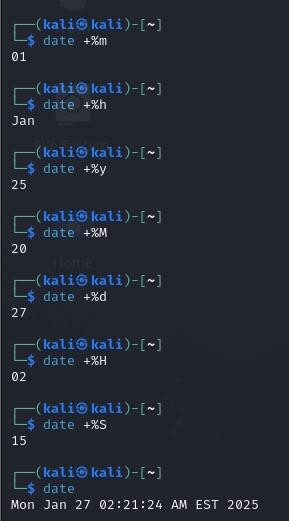 ┌──(kali㉿kali)-[~]
└─$ date +%m
01
┌──(kali㉿kali)-[~]
└─$ date +%h
Jan
┌──(kali㉿kali)-[~]
└─$ date +%y
25
┌──(kali㉿kali)-[~]
└─$ date +%M
20
┌──(kali㉿kali)-[~]
└─$ date +%d
27
┌──(kali㉿kali)-[~]
└─$ date +%H
02
┌──(kali㉿kali)-[~]
└─$ date +%S
15
┌──(kali㉿kali)-[~]
└─$ date
Mon Jan 27 02:21:24 AM EST 2025
Home